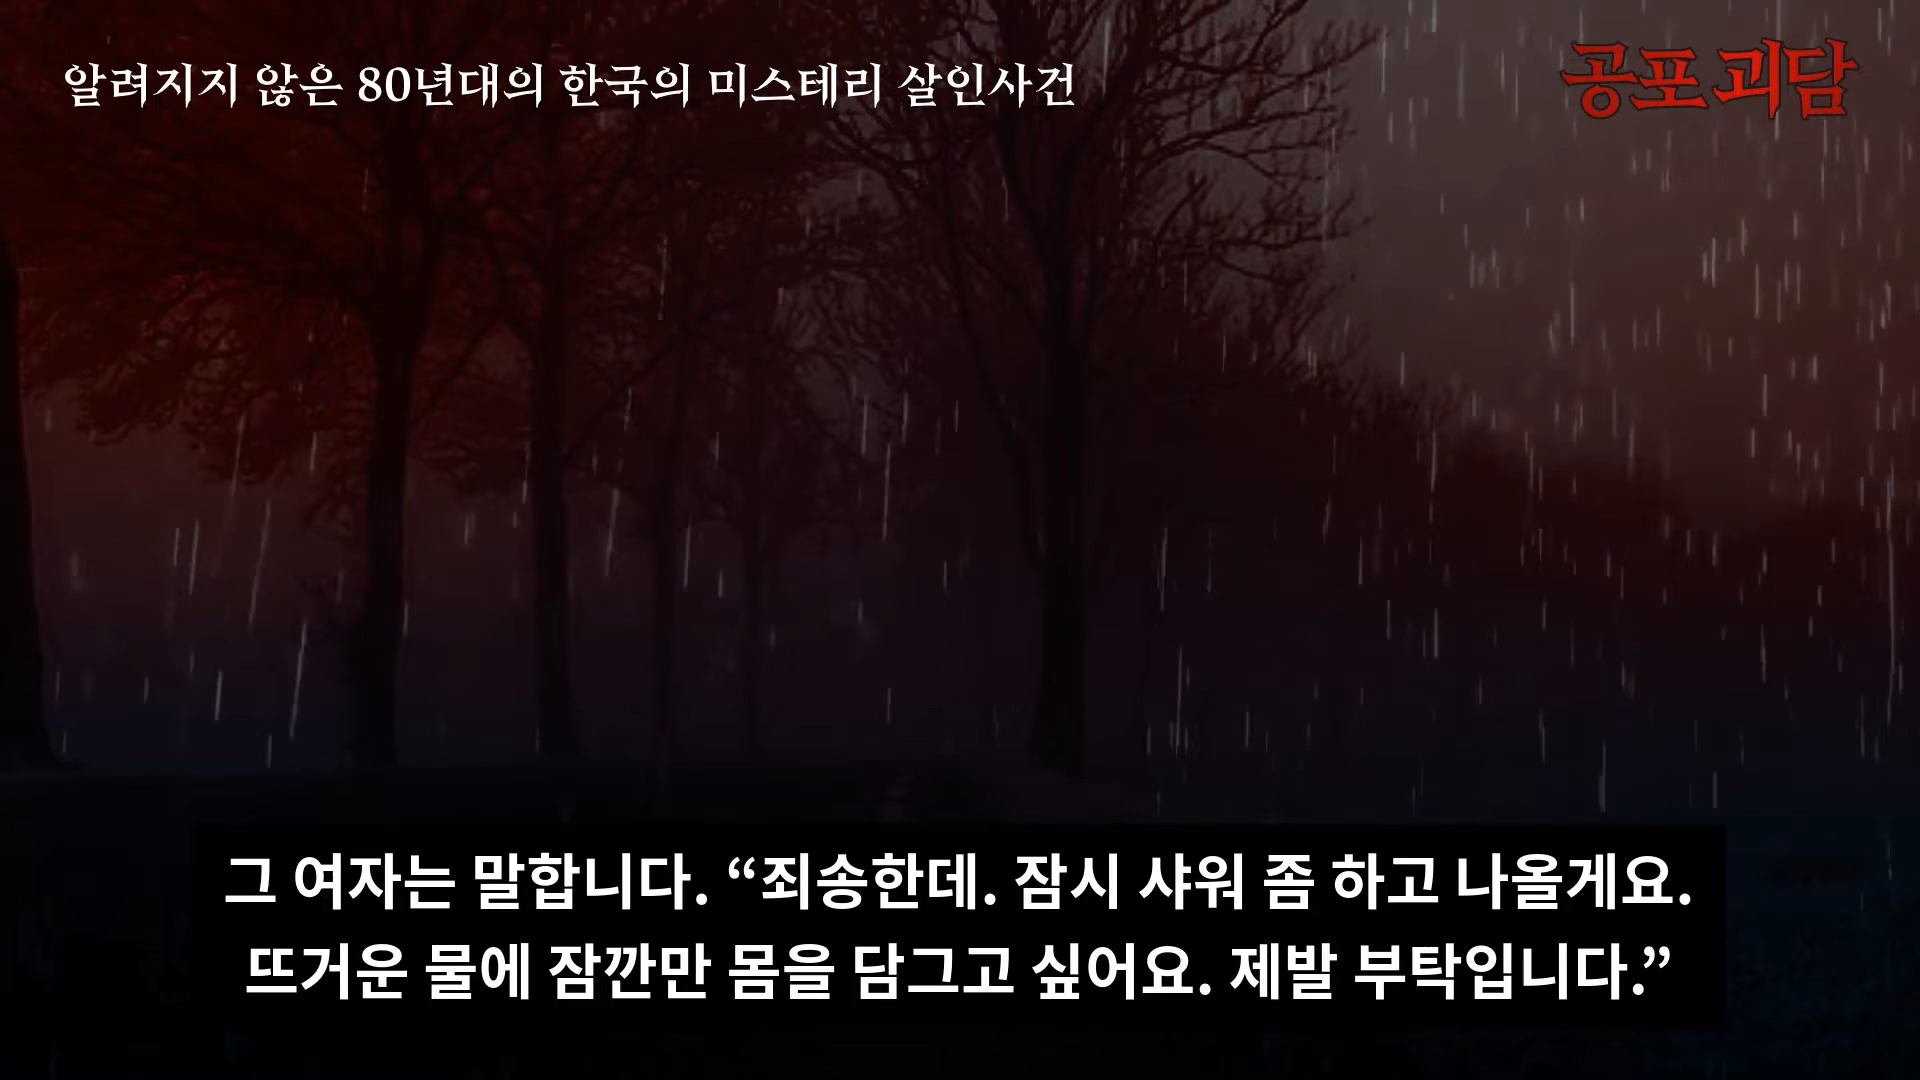 알려지지 않은 80년대의 한국의 미스테리 살인사건
공포 괴담
그 여자는 말합니다. “죄송한데. 잠시 샤워 좀 하고 나올게요.
뜨거운 물에 잠깐만 몸을 담그고 싶어요. 제발 부탁입니다.”